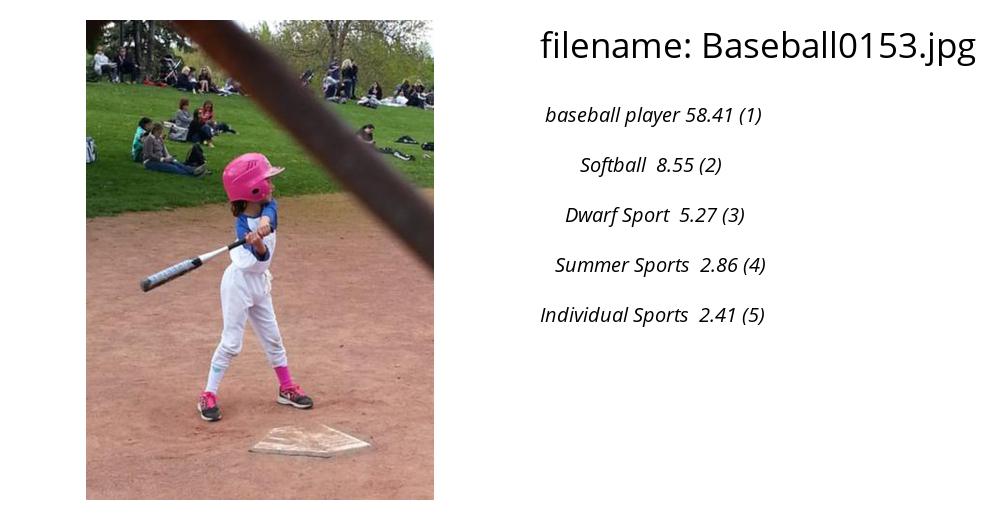 filename: Baseball0153.jpg
baseball player 58.41 (1)
Softball 8.55 (2)
Dwarf Sport 5.27 (3)
Summer Sports 2.86 (4)
Individual Sports 2.41 (5)